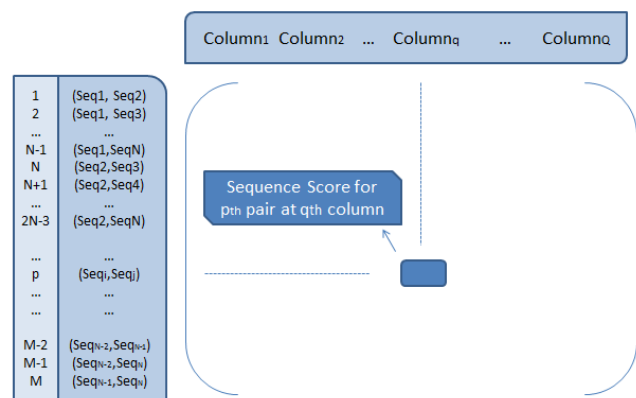 Column1 Column2 ... Columnq ... ColumnQ
1 (Seq1, Seq2)
2 (Seq1, Seq3)
... ...
N-1 (Seq1,SeqN)
N (Seq2,Seq3)
N+1 (Seq2,Seq4)
... ...
2N-3 (Seq2,SeqN)
... ...
p (Seqi,Seqj)
... ...
... ...
M-2 (SeqN-2,SeqN-1)
M-1 (SeqN-2,SeqN)
M (SeqN-1,SeqN)
Sequence Score for
pth pair at qth column